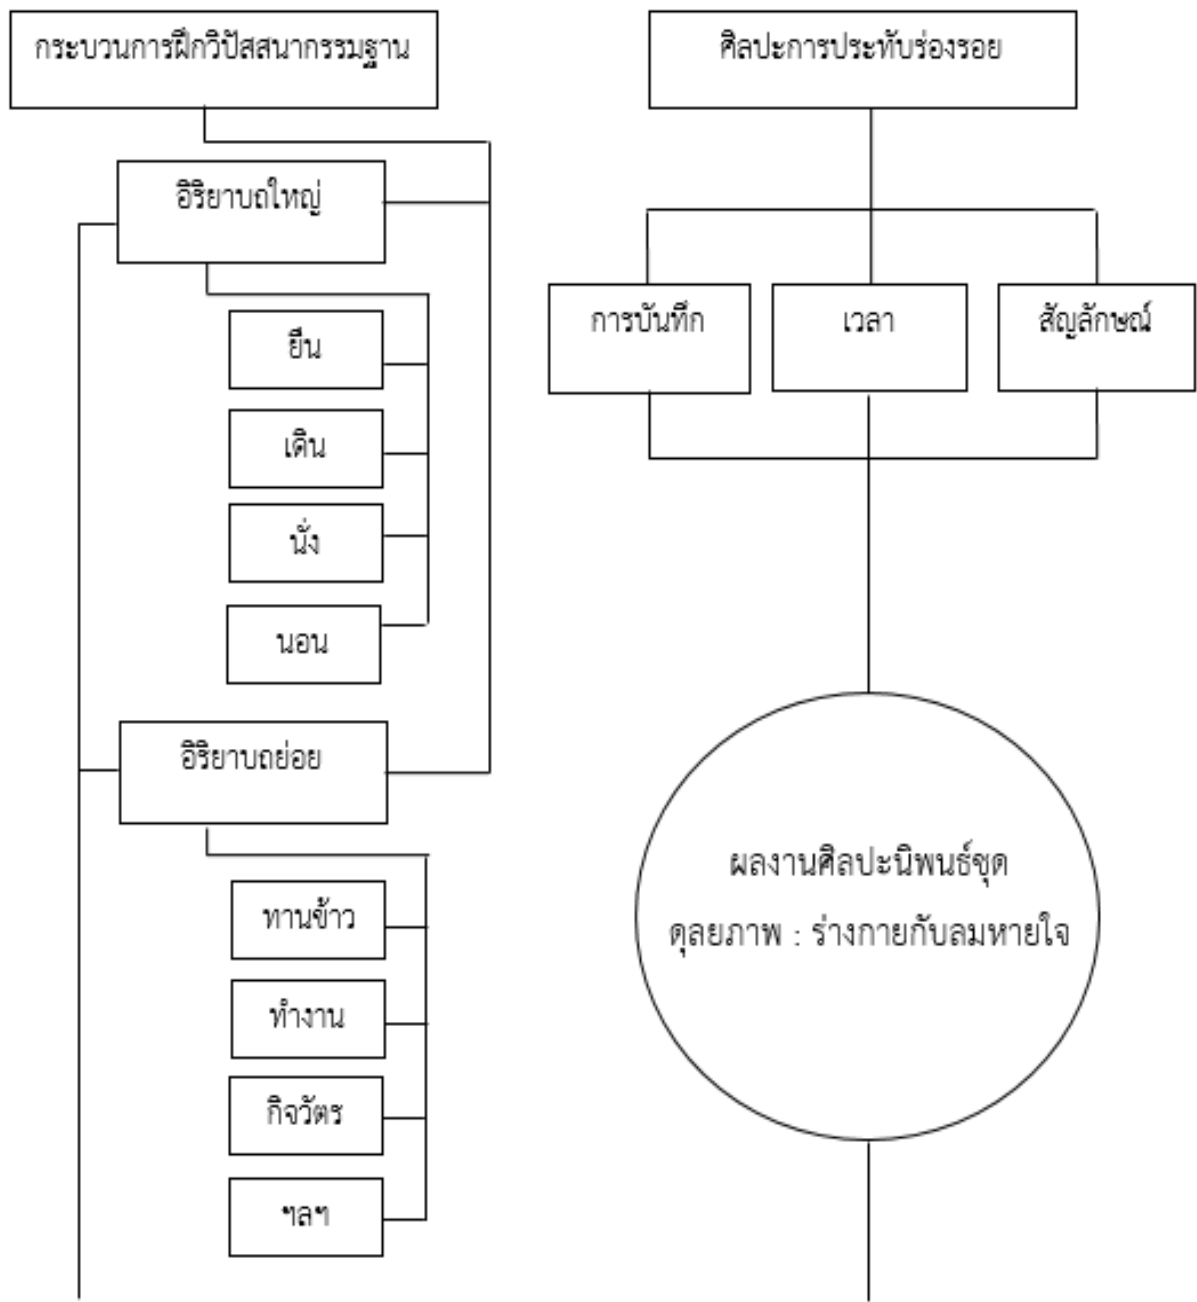 กระบวนการฝึกวิปัสสนากรรมฐาน
อิริยาบถใหญ่
ยืน
เดิน
นั่ง
นอน
อิริยาบถย่อย
ทานข้าว
ทำงาน
กิจวัตร
ฯลฯ
ศิลปะการประทับร่องรอย
การบันทึก
เวลา
สัญลักษณ์
ผลงานศิลปะนิพนธ์ชุด
ดุลยภาพ : ร่างกายกับลมหายใจ